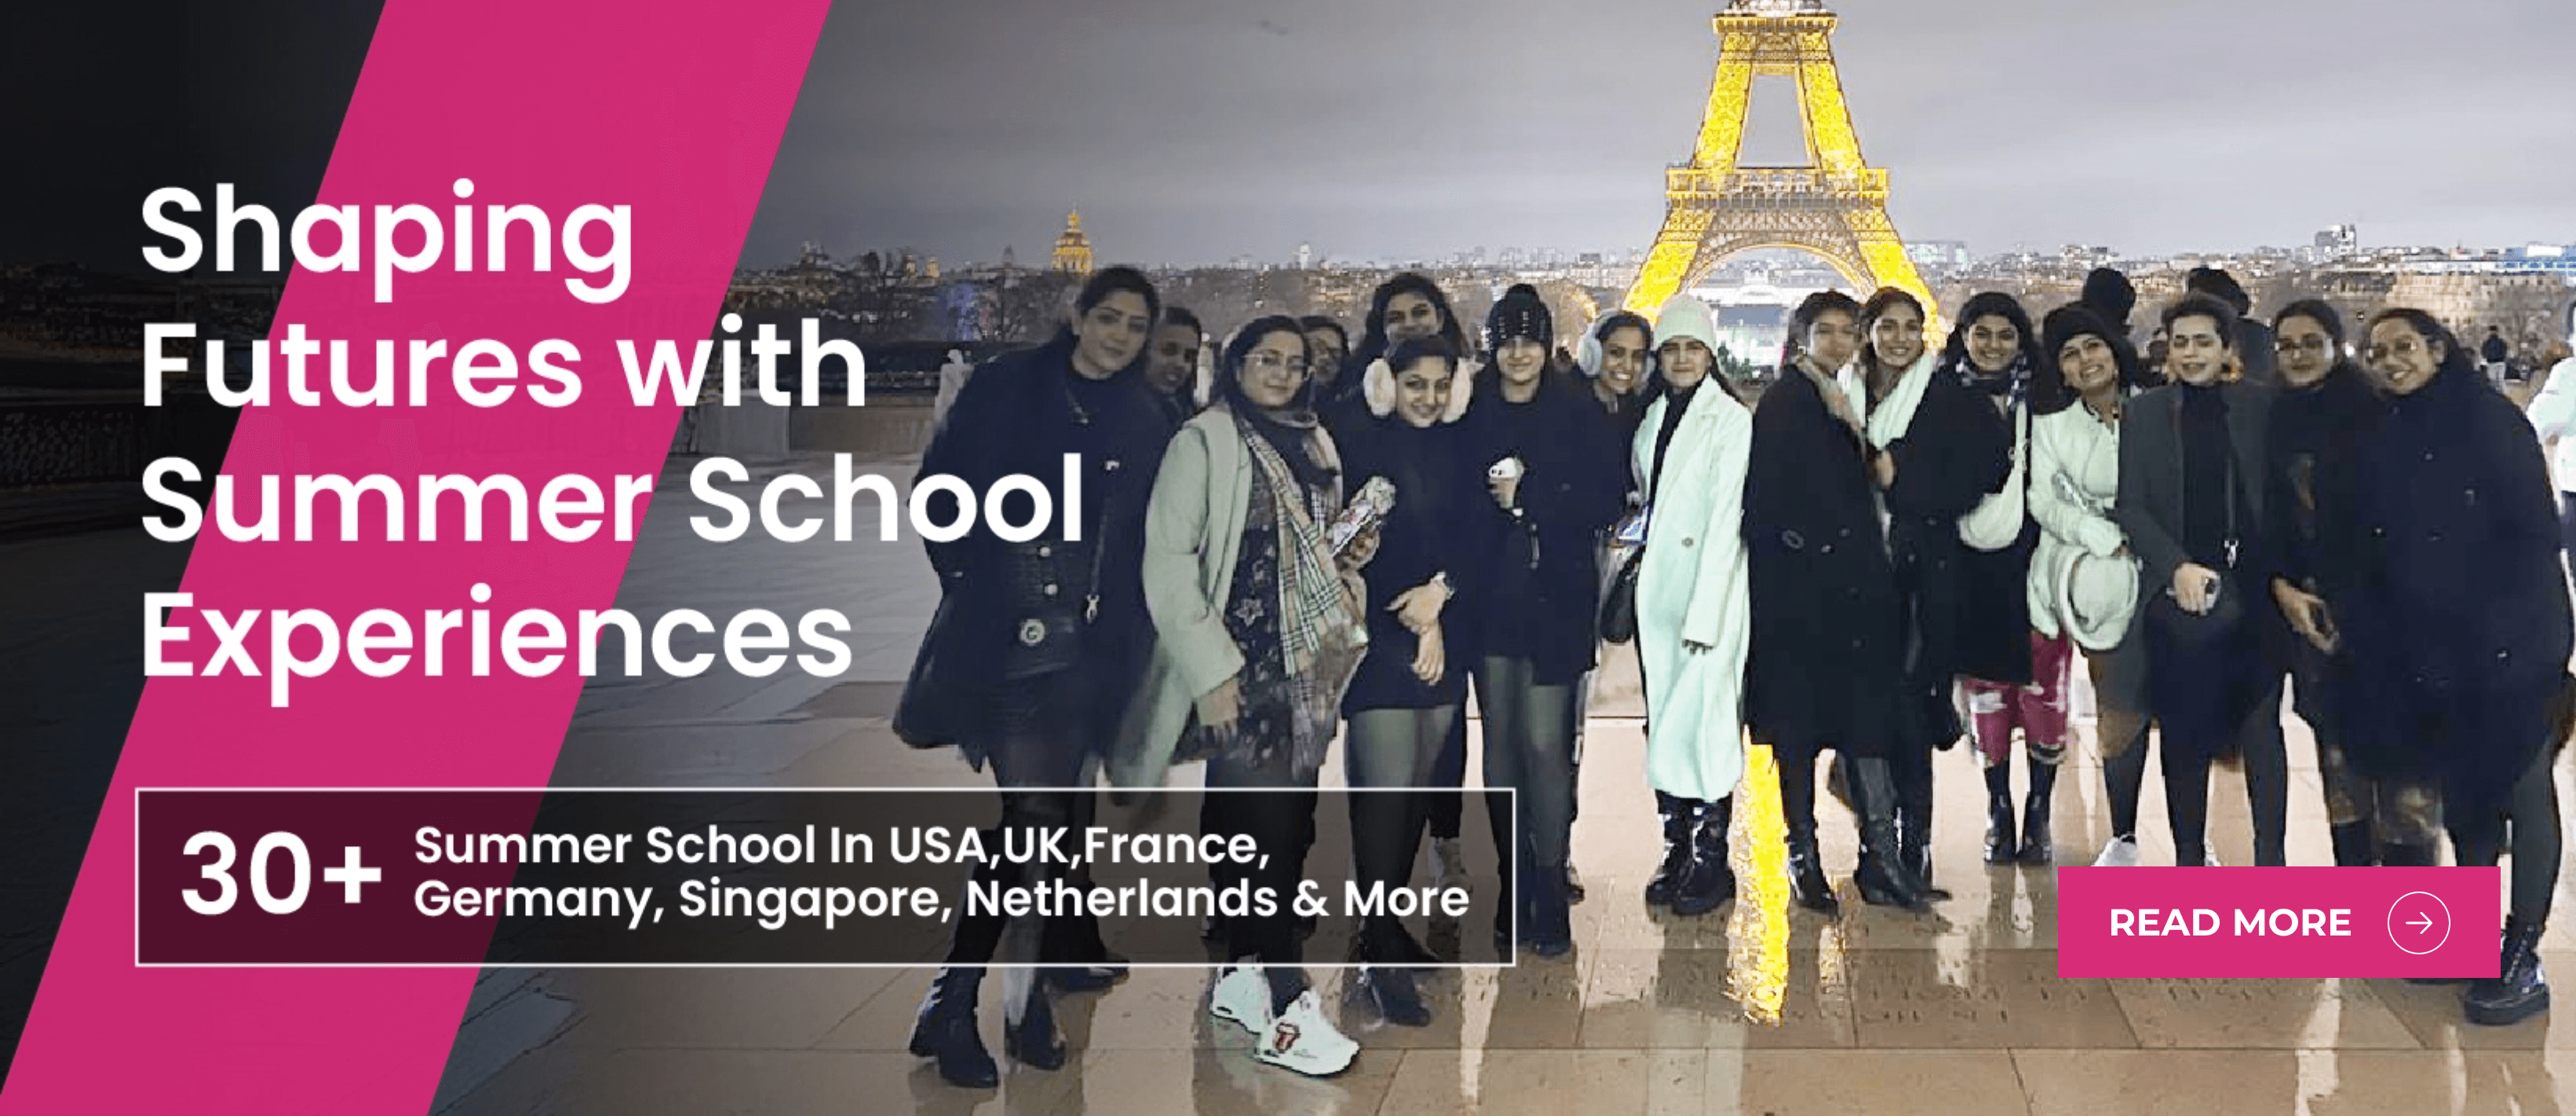 Shaping
Futures with
Summer School
Experiences
30+
Summer School In USA,UK,France,
Germany, Singapore, Netherlands & More
READ MORE